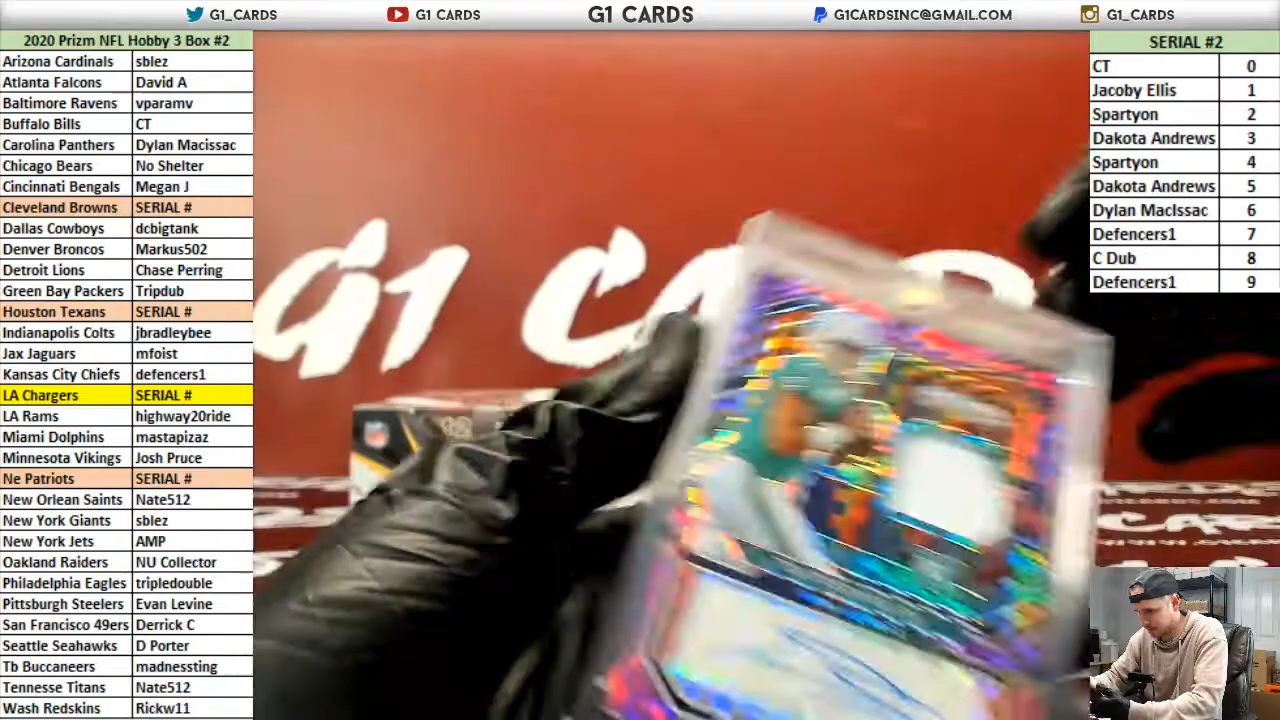 G1_CARDS
G1 CARDS
G1 CARDS
G1CARDSINC@GMAIL.COM
G1_CARDS
2020 Prizm NFL Hobby 3 Box #2
Arizona Cardinals sblez
Atlanta Falcons David A
Baltimore Ravens vparamv
Buffalo Bills CT
Carolina Panthers Dylan Macissac
Chicago Bears No Shelter
Cincinnati Bengals Megan J
Cleveland Browns SERIAL #
Dallas Cowboys dcbigtank
Denver Broncos Markus502
Detroit Lions Chase Perring
Green Bay Packers Tripdub
Houston Texans SERIAL #
Indianapolis Colts jbradleybee
Jax Jaguars mfoist
Kansas City Chiefs defencers1
LA Chargers SERIAL #
LA Rams highway20ride
Miami Dolphins mastapizaz
Minnesota Vikings Josh Pruce
Ne Patriots SERIAL #
New Orlean Saints Nate512
New York Giants sblez
New York Jets AMP
Oakland Raiders NU Collector
Philadelphia Eagles tripledouble
Pittsburgh Steelers Evan Levine
San Francisco 49ers Derrick C
Seattle Seahawks D Porter
Tb Buccaneers madnessting
Tennesse Titans Nate512
Wash Redskins Rickw11
G1 CARD
SERIAL #2
CT 0
Jacoby Ellis 1
Spartyon 2
Dakota Andrews 3
Spartyon 4
Dakota Andrews 5
Dylan MacIssac 6
Defencers1 7
C Dub 8
Defencers1 9